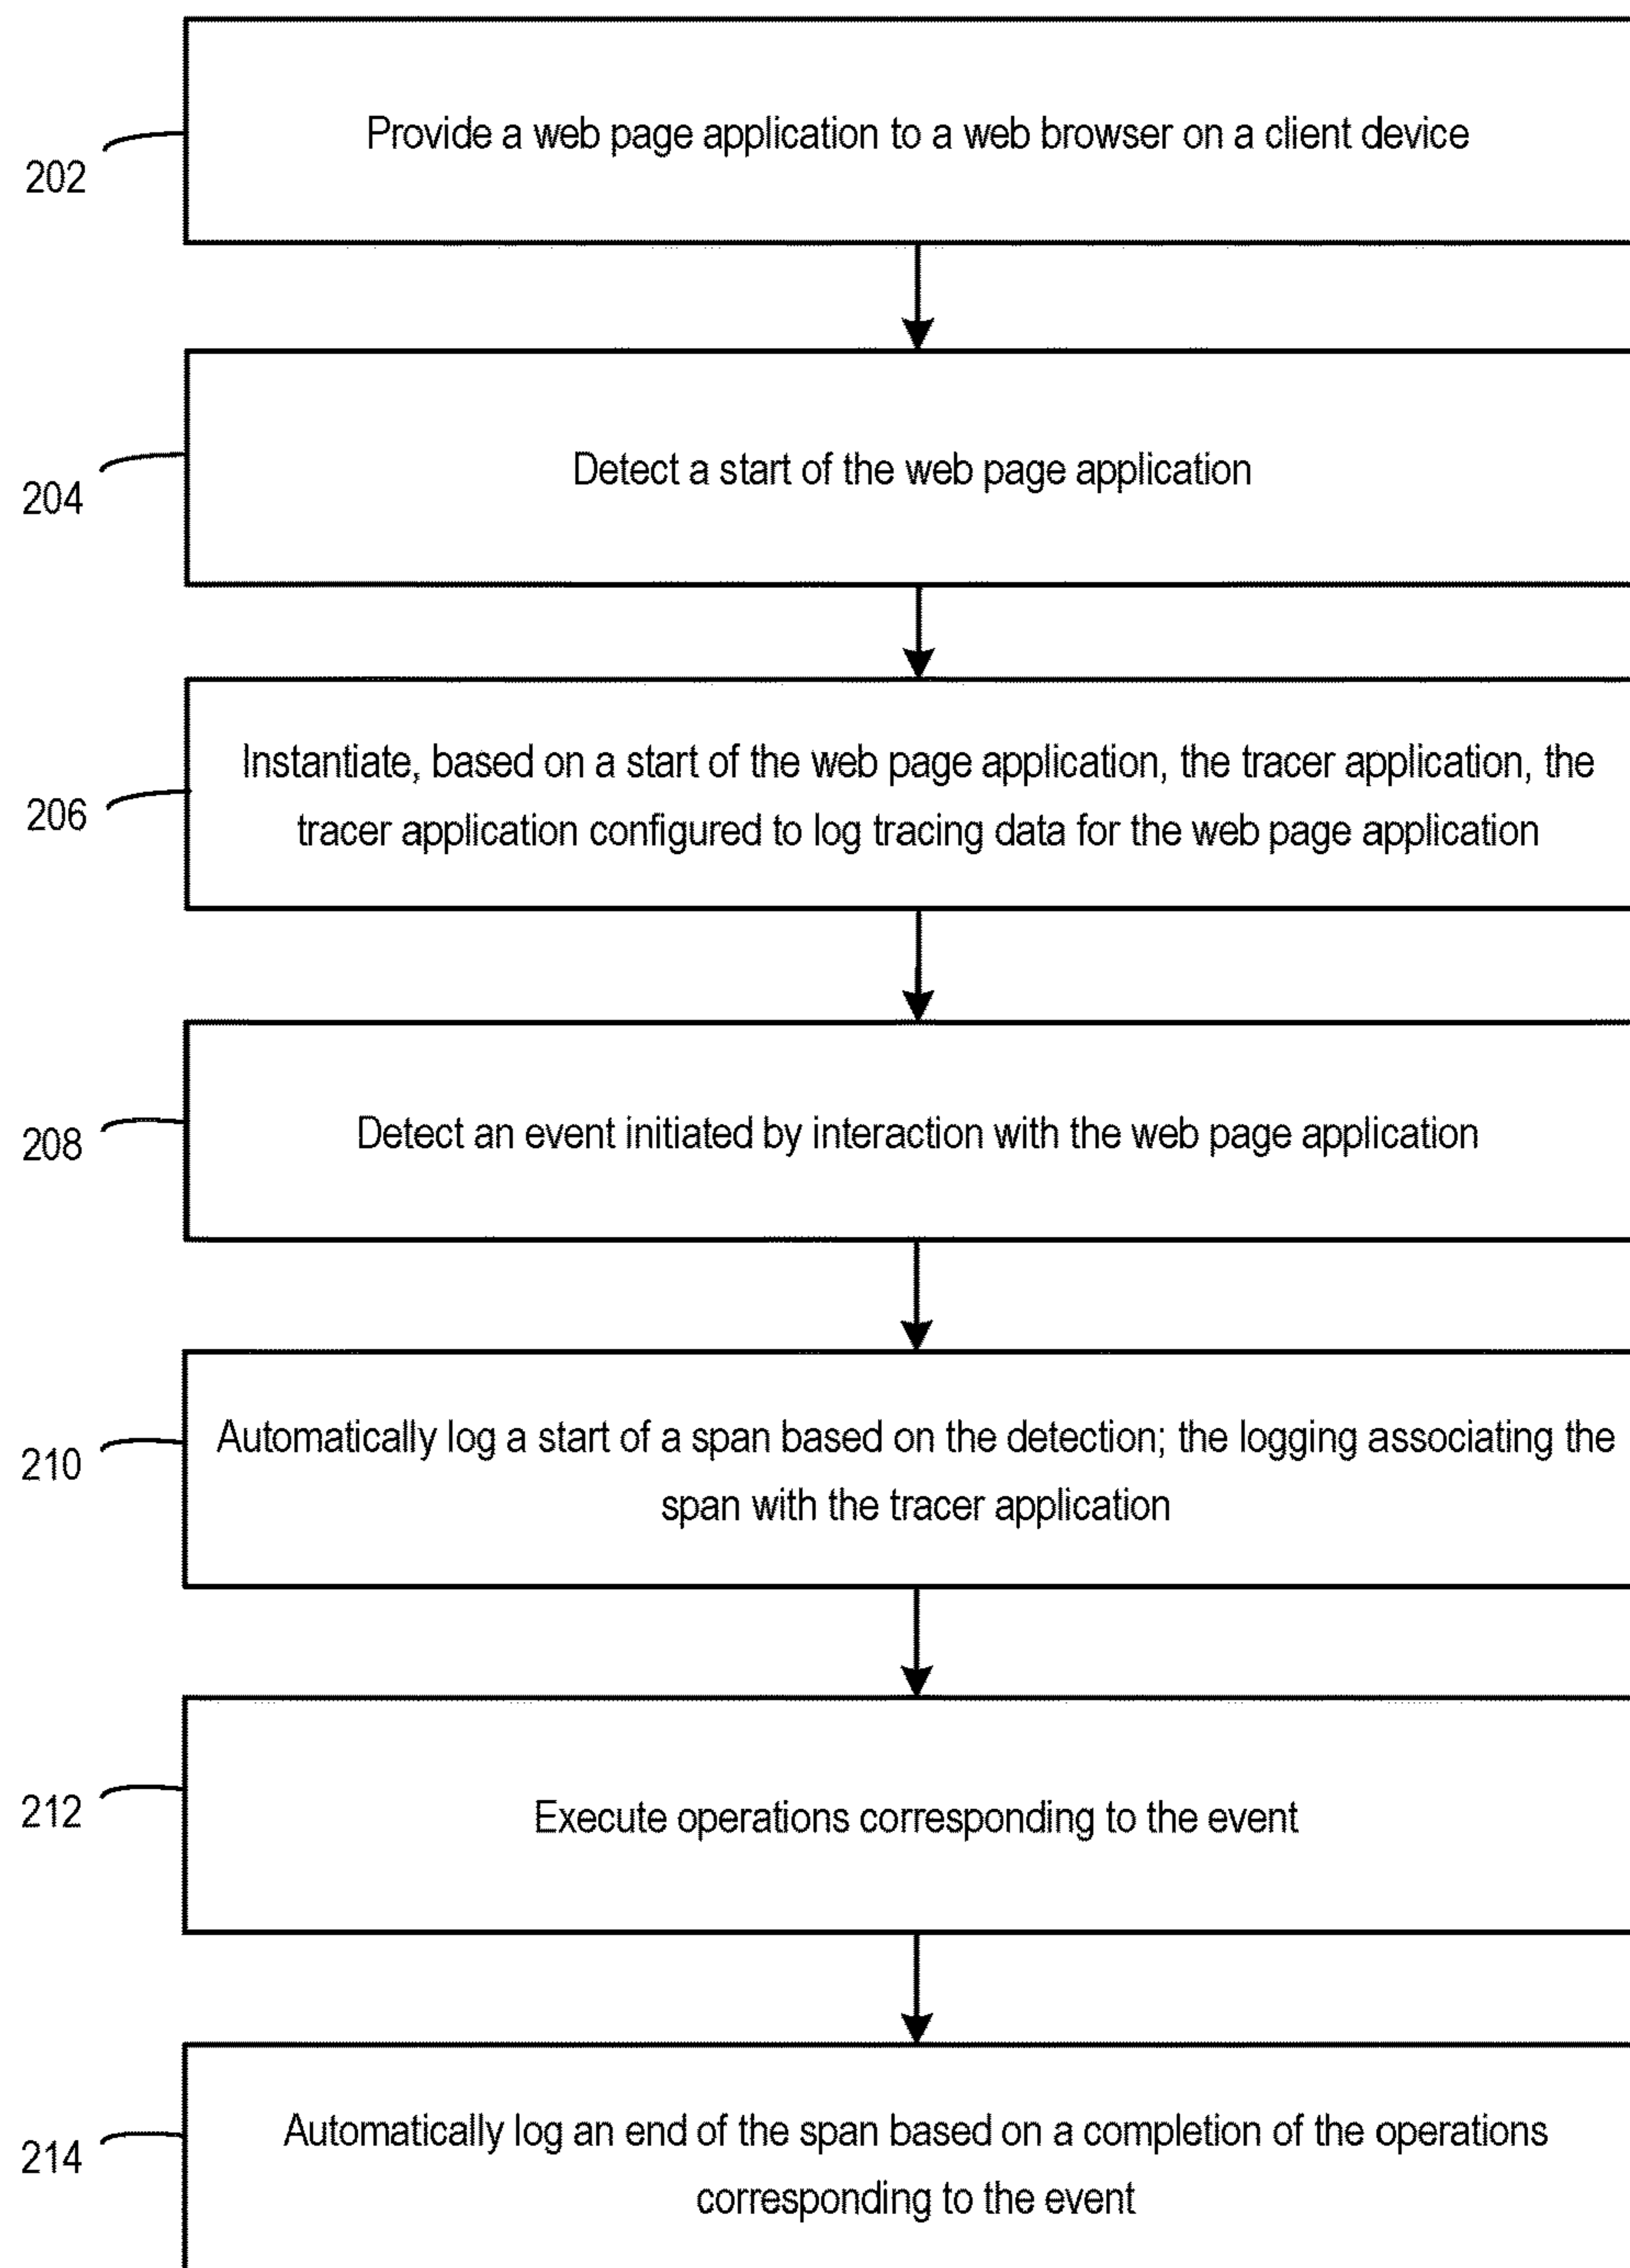 Provide a web page application to a web browser on a client device
202
Detect a start of the web page application
204
Instantiate, based on a start of the web page application, the tracer application, the
tracer application configured to log tracing data for the web page application
206
Detect an event initiated by interaction with the web page application
208
Automatically log a start of a span based on the detection; the logging associating the
span with the tracer application
210
Execute operations corresponding to the event
212
Automatically log an end of the span based on a completion of the operations
corresponding to the event
214